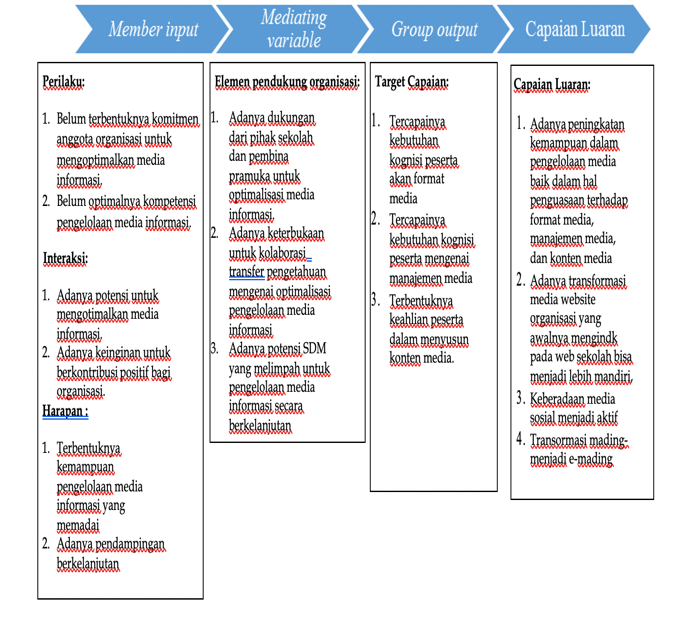 Member input
Mediating
variable
Group output
Capaian Luaran
Perilaku:
1. Belum terbentuknya komitmen
anggota organisasi untuk
mengoptimalkan media
informasi,
2. Belum optimalnya kompetensi
pengelolaan media informasi,
Interaksi:
1. Adanya potensi untuk
mengotimalkan media
informasi,
2. Adanya keinginan untuk
berkontribusi positif bagi
organisasi.
Harapan :
1. Terbentuknya
kemampuan
pengelolaan media
informasi yang
memadai
2. Adanya pendampingan
berkelanjutan
Elemen pendukung organisasi:
1. Adanya dukungan
dari pihak sekolah
dan pembina
pramuka untuk
optimalisasi media
informasi,
2. Adanya keterbukaan
untuk kolaborasi –
transfer pengetahuan
mengenai optimalisasi
pengelolaan media
informasi
3. Adanya potensi SDM
yang melimpah untuk
pengelolaan media
informasi secara
berkelanjutan
Target Capaian:
1. Tercapainya
kebutuhan
kognisi peserta
akan format
media
2. Tercapainya
kebutuhan kognisi
peserta mengenai
manajemen media
3. Terbentuknya
keahlian peserta
dalam menyusun
konten media.
Capaian Luaran:
1. Adanya peningkatan
kemampuan dalam
pengelolaan media
baik dalam hal
penguasaan terhadap
format media,
manajemen media,
dan konten media
2. Adanya transformasi
media website
organisasi yang
awalnya mengindk
pada web sekolah bisa
menjadi lebih mandiri,
3. Keberadaan media
sosial menjadi aktif
4. Transormasi mading-
menjadi e-mading